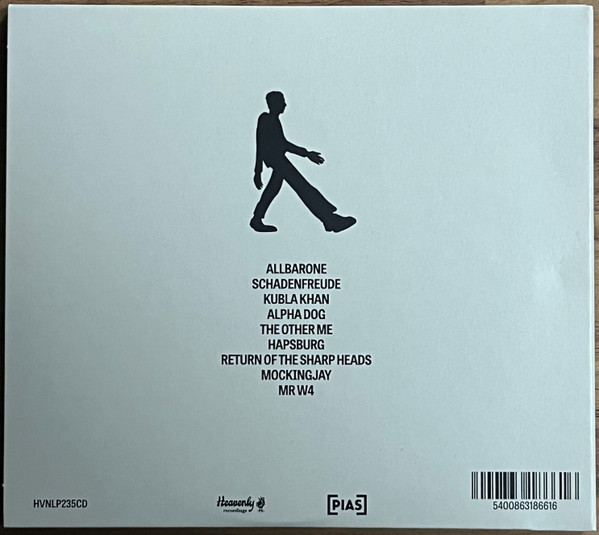 ALLBARONE
SCHADENFREUDE
KUBLA KHAN
ALPHA DOG
THE OTHER ME
HAPSBURG
RETURN OF THE SHARP HEADS
MOCKINGJAY
MR W4
HVNLP235CD
Heavenly
recordings
[PIAS]
5400863186616